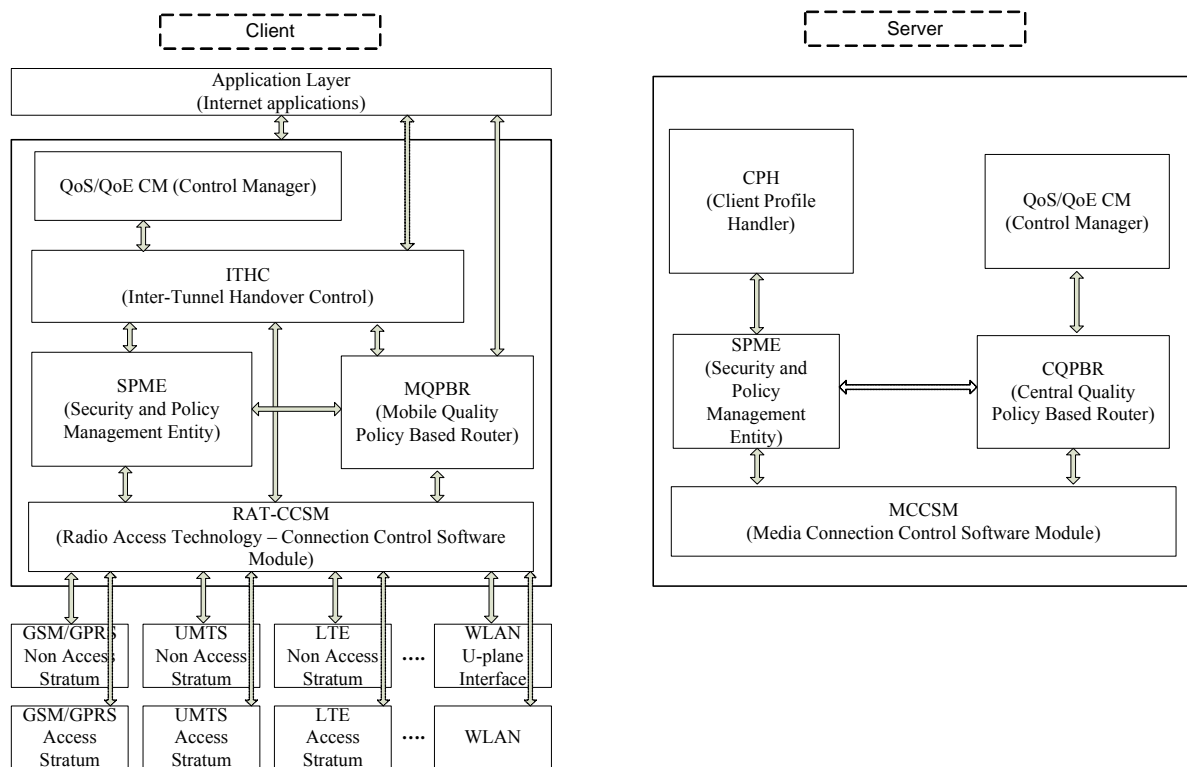 Client
Application Layer
(Internet applications)
QoS/QoE CM (Control Manager)
ITHC
(Inter-Tunnel Handover Control)
SPME
(Security and Policy
Management Entity)
MQPBR
(Mobile Quality
Policy Based Router)
RAT-CCSM
(Radio Access Technology – Connection Control Software
Module)
GSM/GPRS
Non Access
Stratum
UMTS
Non Access
Stratum
LTE
Non Access
Stratum
....
WLAN
U-plane
Interface
GSM/GPRS
Access
Stratum
UMTS
Access
Stratum
LTE
Access
Stratum
....
WLAN
Server
CPH
(Client Profile
Handler)
QoS/QoE CM
(Control Manager)
SPME
(Security and
Policy
Management
Entity)
CQPBR
(Central Quality
Policy Based Router)
MCCSM
(Media Connection Control Software Module)